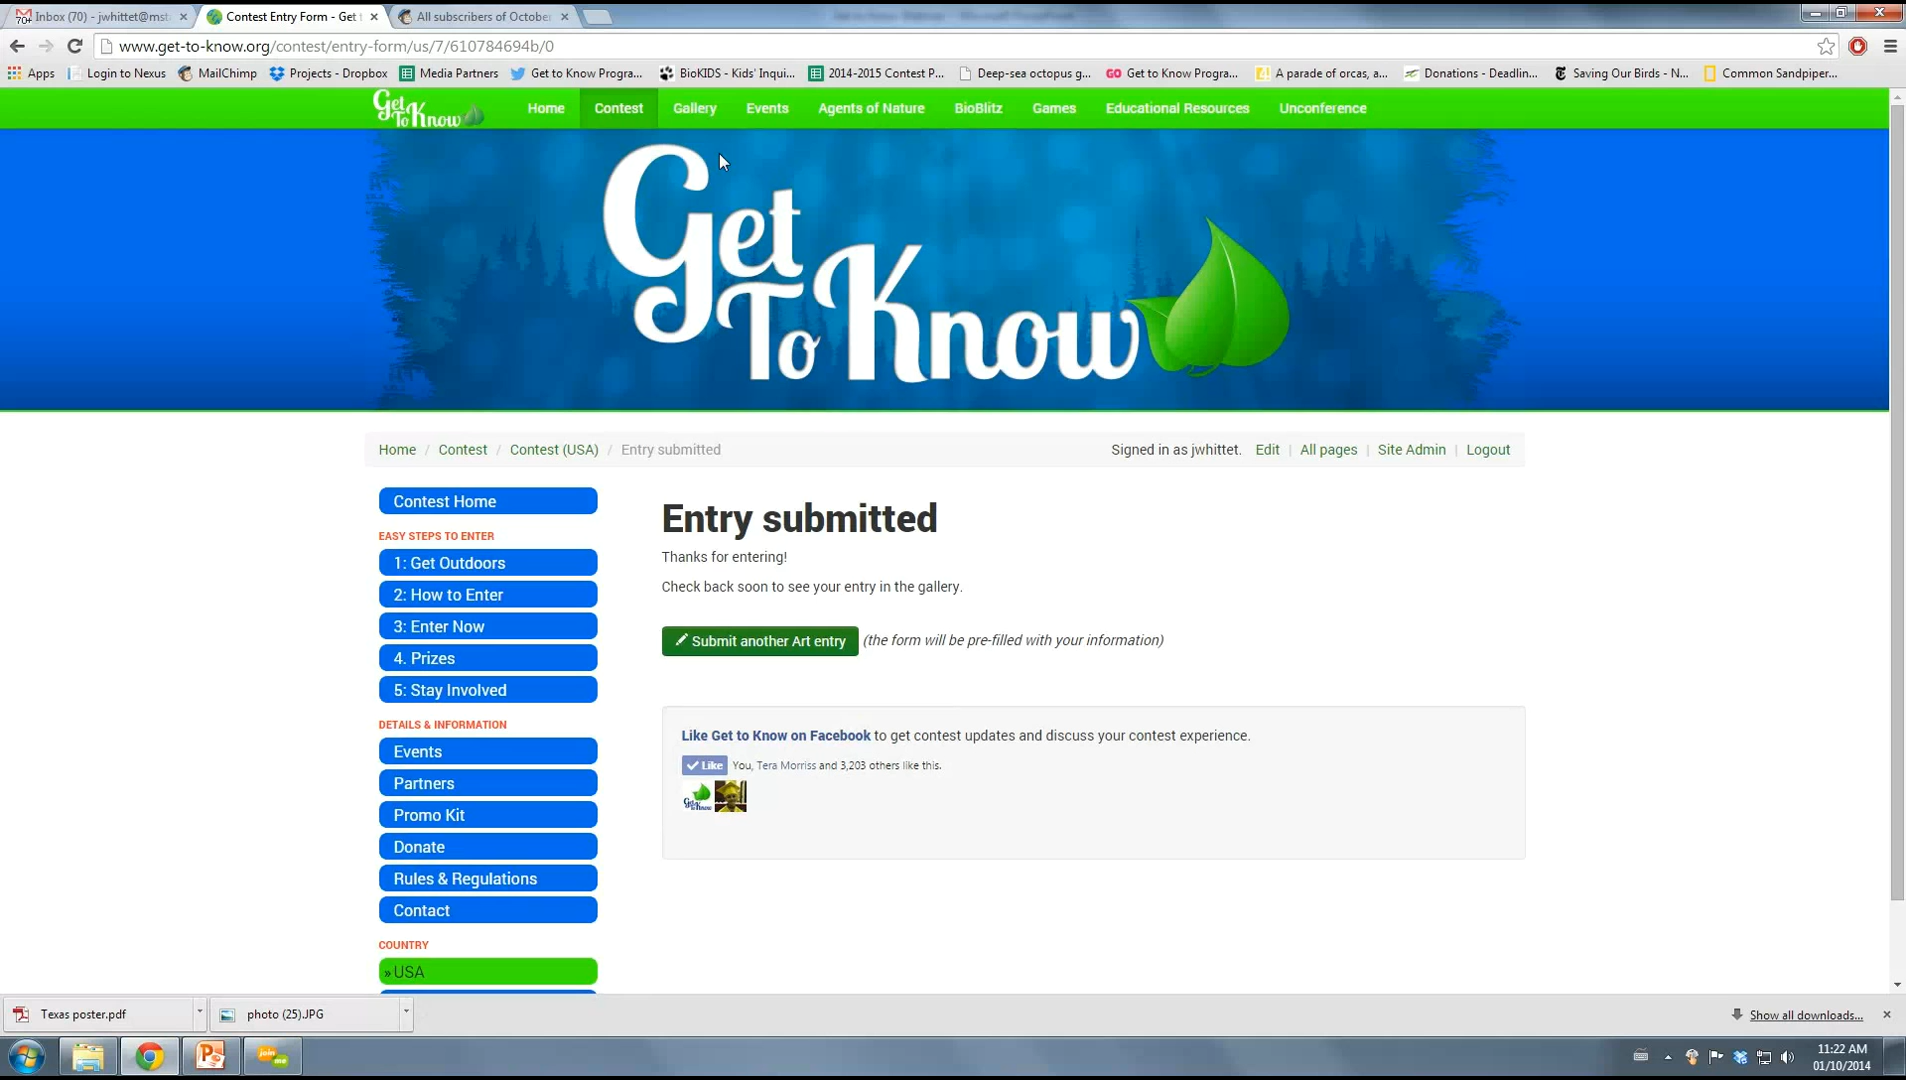 Inbox (70) - jwhittet@mst
Contest Entry Form - Get t
All subscribers of October
www.get-to-know.org/contest/entry-form/us/7/610784694b/0
Apps Login to Nexus MailChimp Projects - Dropbox Media Partners Get to Know Progra... BioKIDS - Kids' Inqui... 2014-2015 Contest P... Deep-sea octopus g... GO Get to Know Progra... A parade of orcas, a... Donations - Deadlin... Saving Our Birds - N... Common Sandpiper...
Get To Know Home Contest Gallery Events Agents of Nature BioBlitz Games Educational Resources Unconference
Get
To Know
Home / Contest / Contest (USA) / Entry submitted Signed in as jwhittet. Edit | All pages | Site Admin | Logout
Contest Home
EASY STEPS TO ENTER
1: Get Outdoors
2: How to Enter
3: Enter Now
4. Prizes
5: Stay Involved
DETAILS & INFORMATION
Events
Partners
Promo Kit
Donate
Rules & Regulations
Contact
COUNTRY
» USA
Entry submitted
Thanks for entering!
Check back soon to see your entry in the gallery.
Submit another Art entry (the form will be pre-filled with your information)
Like Get to Know on Facebook to get contest updates and discuss your contest experience.
Like You, Tera Morriss and 3,203 others like this.
Get To Know
Texas poster.pdf photo (25).JPG Show all downloads...
join me 11:22 AM
01/10/2014